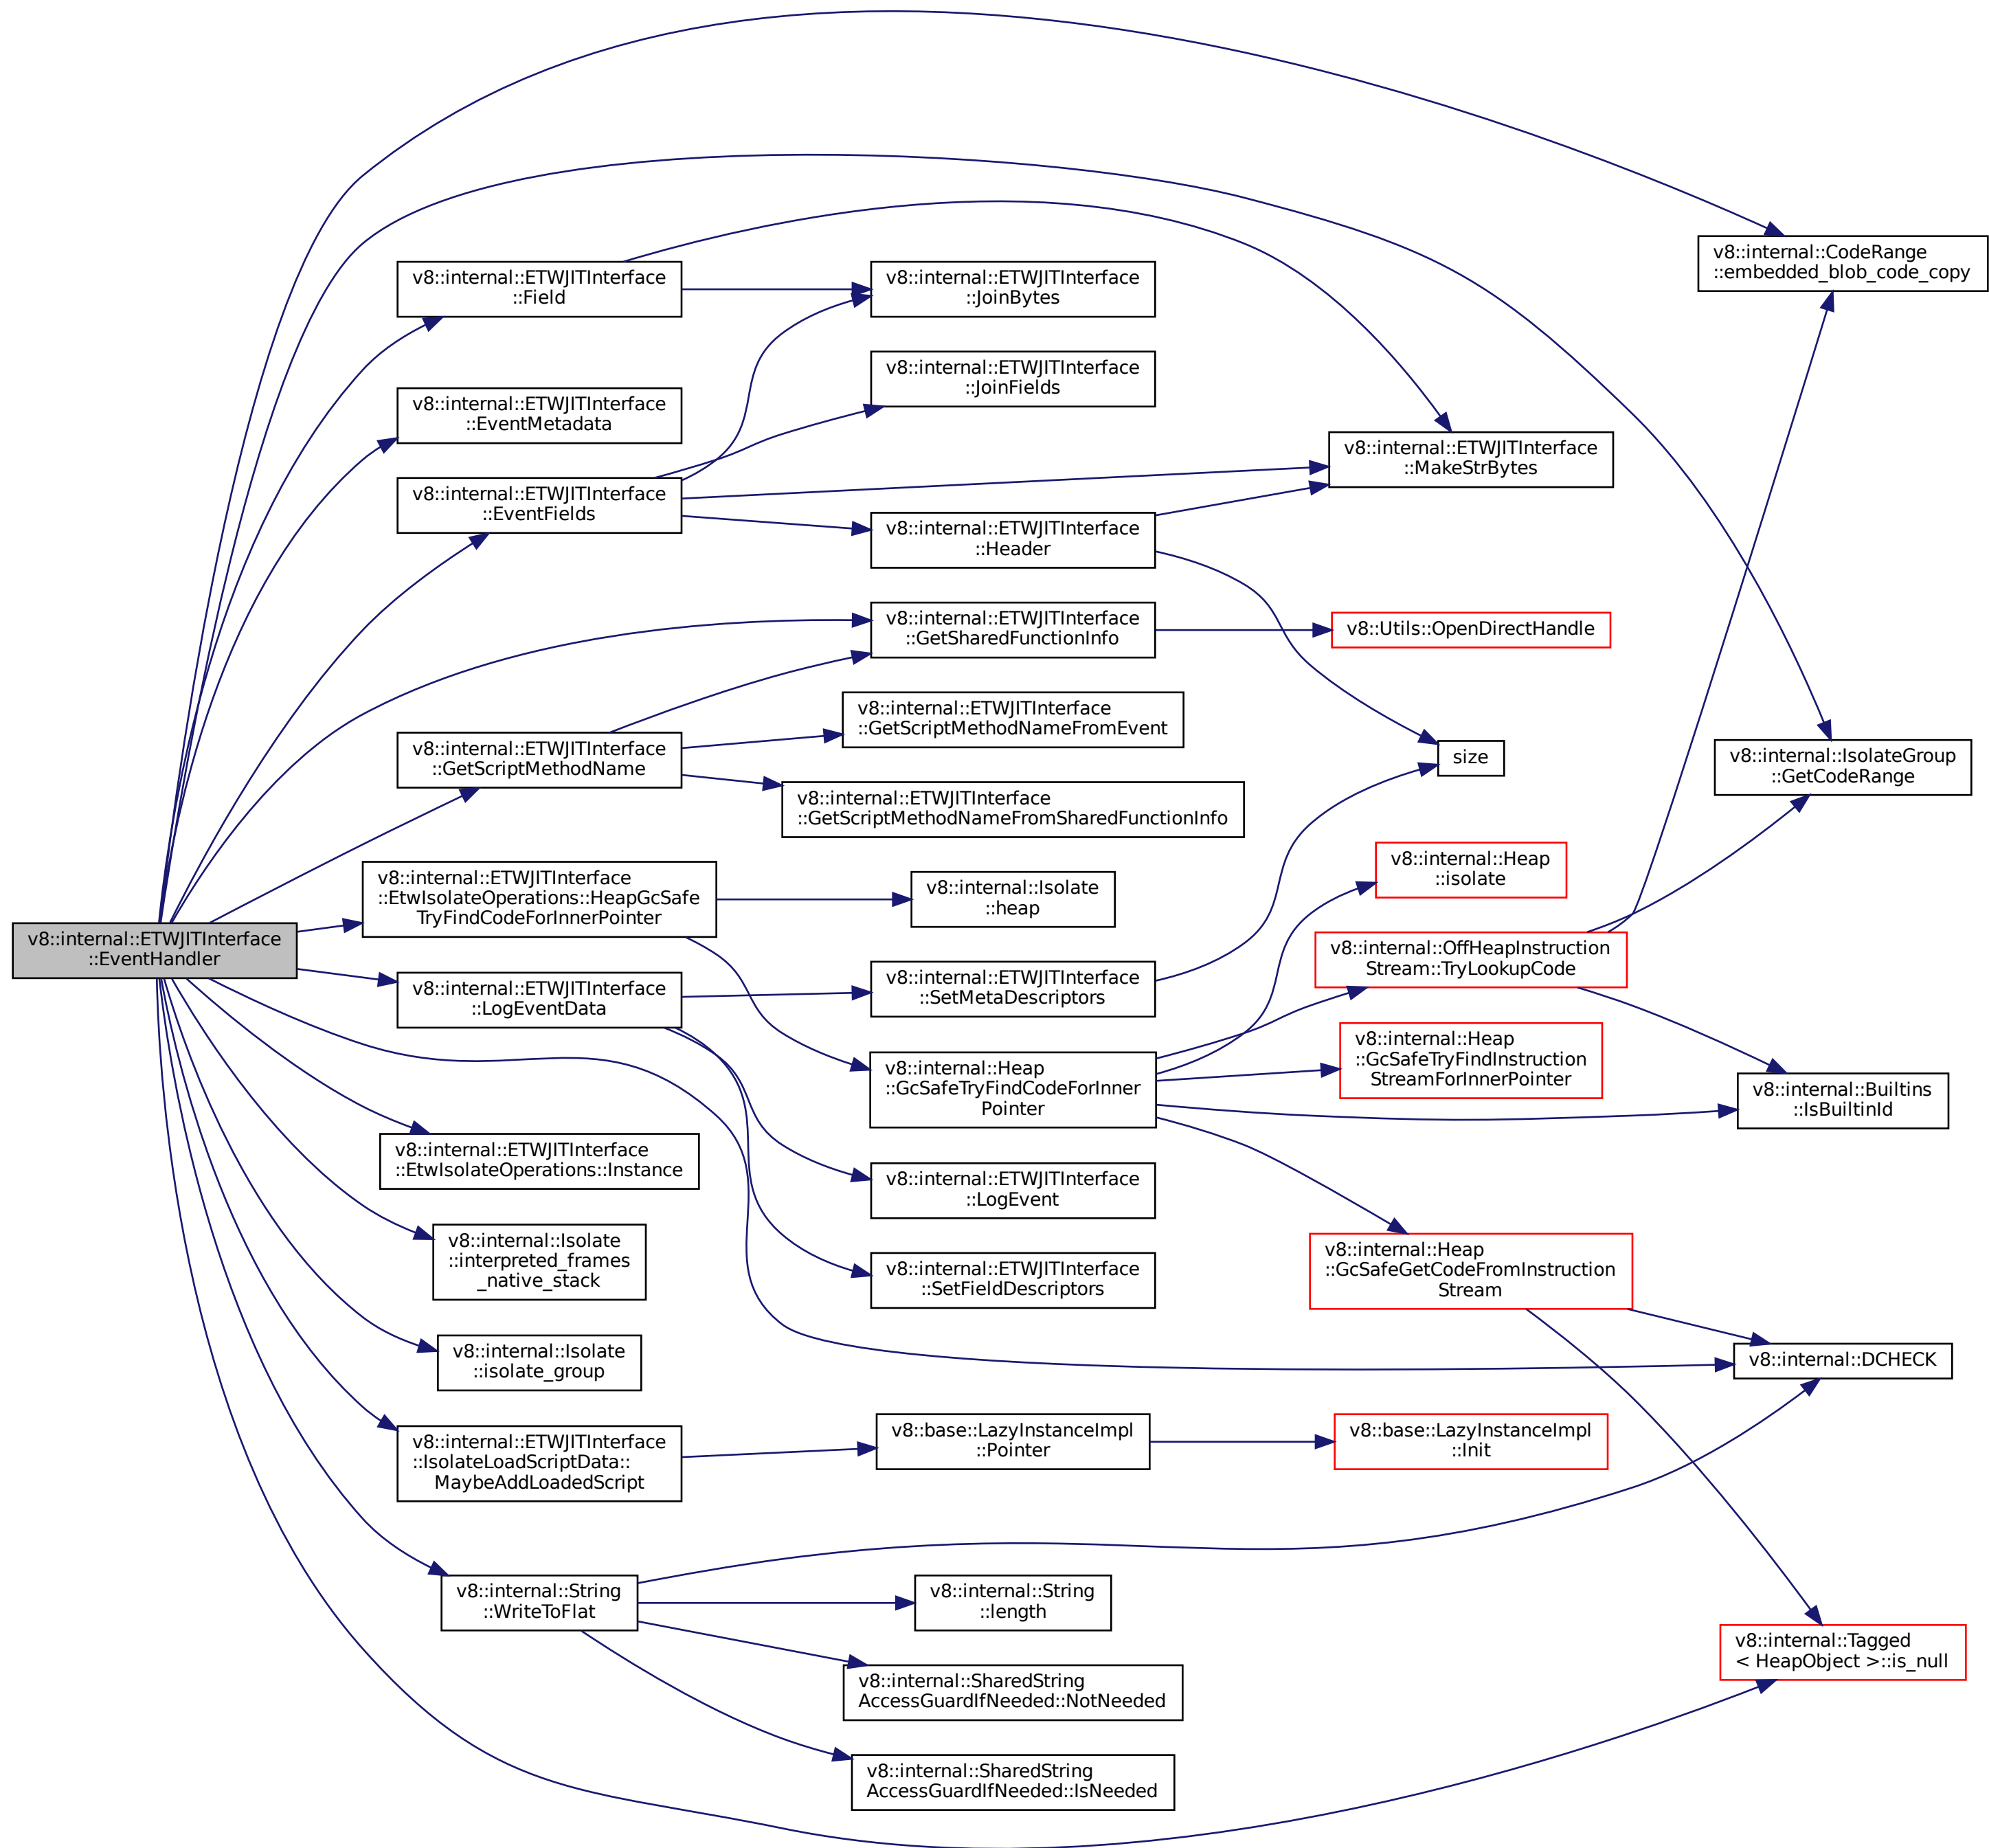 v8::internal::CodeRange
::embedded_blob_code_copy
v8::internal::ETWJITInterface
::Field
v8::internal::ETWJITInterface
::JoinBytes
v8::internal::ETWJITInterface
::JoinFields
v8::internal::ETWJITInterface
::EventMetadata
v8::internal::ETWJITInterface
::MakeStrBytes
v8::internal::ETWJITInterface
::EventFields
v8::internal::ETWJITInterface
::Header
v8::internal::ETWJITInterface
::GetSharedFunctionInfo
v8::Utils::OpenDirectHandle
v8::internal::ETWJITInterface
::GetScriptMethodNameFromEvent
v8::internal::ETWJITInterface
::GetScriptMethodName
size
v8::internal::IsolateGroup
::GetCodeRange
v8::internal::ETWJITInterface
::GetScriptMethodNameFromSharedFunctionInfo
v8::internal::Heap
::isolate
v8::internal::ETWJITInterface
::EtwIsolateOperations::HeapGcSafe
TryFindCodeForInnerPointer
v8::internal::Isolate
::heap
v8::internal::ETWJITInterface
::EventHandler
v8::internal::OffHeapInstruction
Stream::TryLookupCode
v8::internal::ETWJITInterface
::LogEventData
v8::internal::ETWJITInterface
::SetMetaDescriptors
v8::internal::Heap
::GcSafeTryFindInstruction
StreamForInnerPointer
v8::internal::Heap
::GcSafeTryFindCodeForInner
Pointer
v8::internal::Builtins
::IsBuiltinId
v8::internal::ETWJITInterface
::EtwIsolateOperations::Instance
v8::internal::ETWJITInterface
::LogEvent
v8::internal::Isolate
::interpreted_frames
_native_stack
v8::internal::ETWJITInterface
::SetFieldDescriptors
v8::internal::Heap
::GcSafeGetCodeFromInstruction
Stream
v8::internal::Isolate
::isolate_group
v8::internal::DCHECK
v8::internal::ETWJITInterface
::IsolateLoadScriptData::
MaybeAddLoadedScript
v8::base::LazyInstanceImpl
::Pointer
v8::base::LazyInstanceImpl
::Init
v8::internal::String
::WriteToFlat
v8::internal::String
::length
v8::internal::Tagged
< HeapObject >::is_null
v8::internal::SharedString
AccessGuardIfNeeded::NotNeeded
v8::internal::SharedString
AccessGuardIfNeeded::IsNeeded